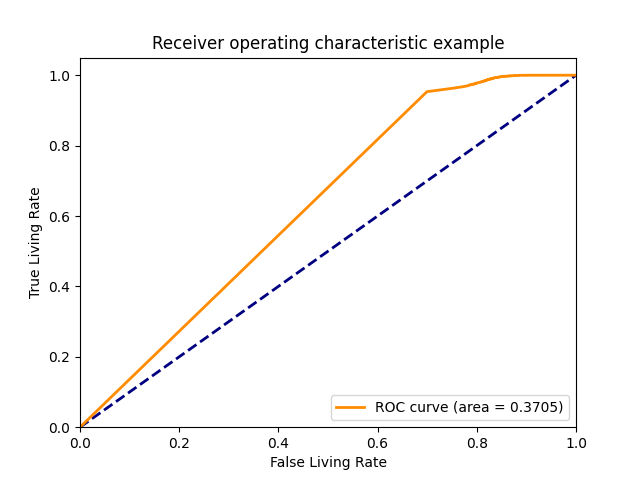 Receiver operating characteristic example
True Living Rate
1.0
0.8
0.6
0.4
0.2
0.0
ROC curve (area = 0.3705)
0.0 0.2 0.4 0.6 0.8 1.0
False Living Rate